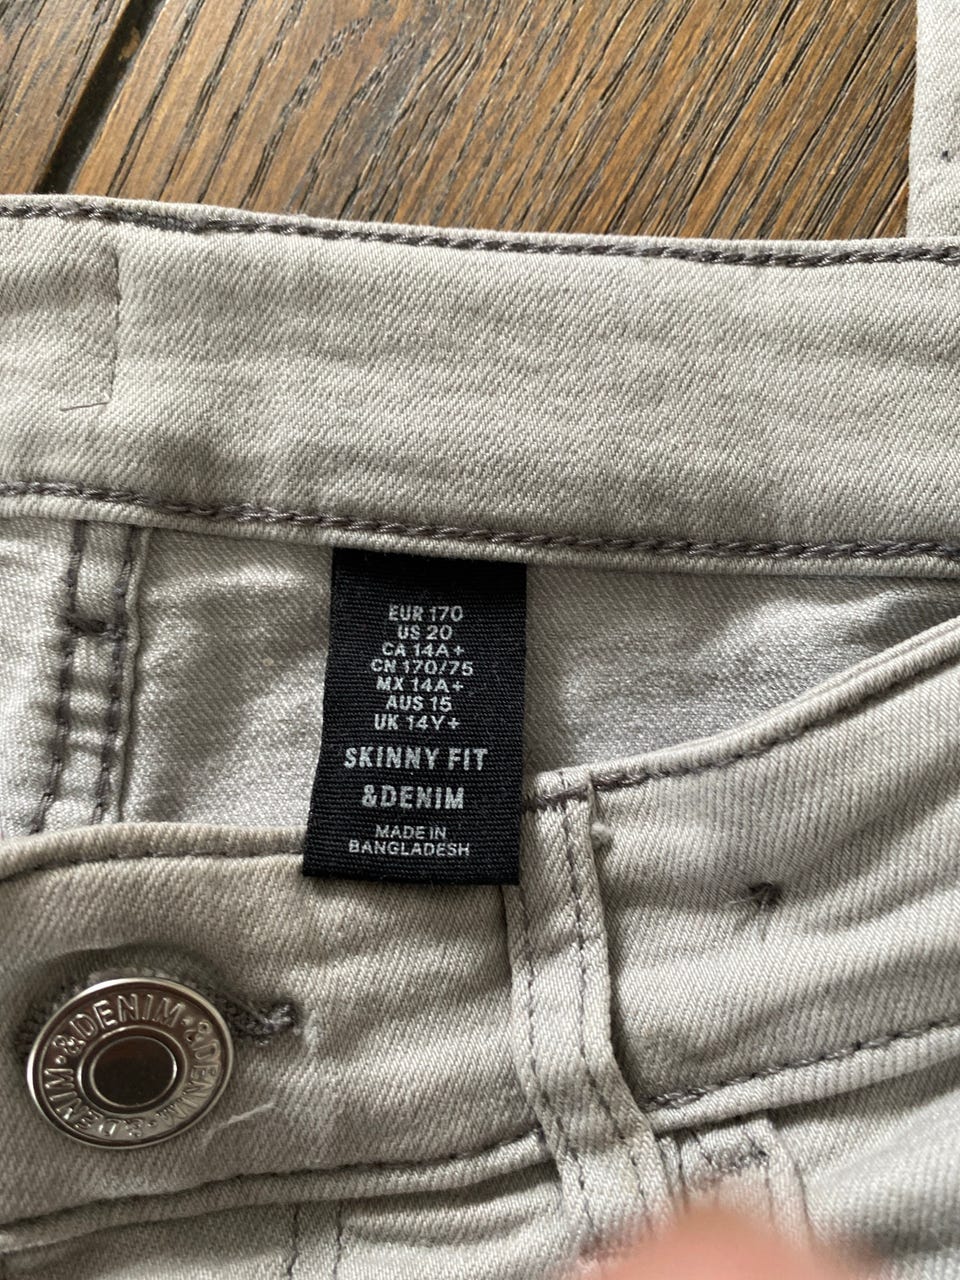 EUR 170
US 20
CA 14A+
CN 170/75
MX 14A+
AUS 15
UK 14Y+
SKINNY FIT
&DENIM
MADE IN
BANGLADESH
&DENIM·&DENIM·&DENIM·